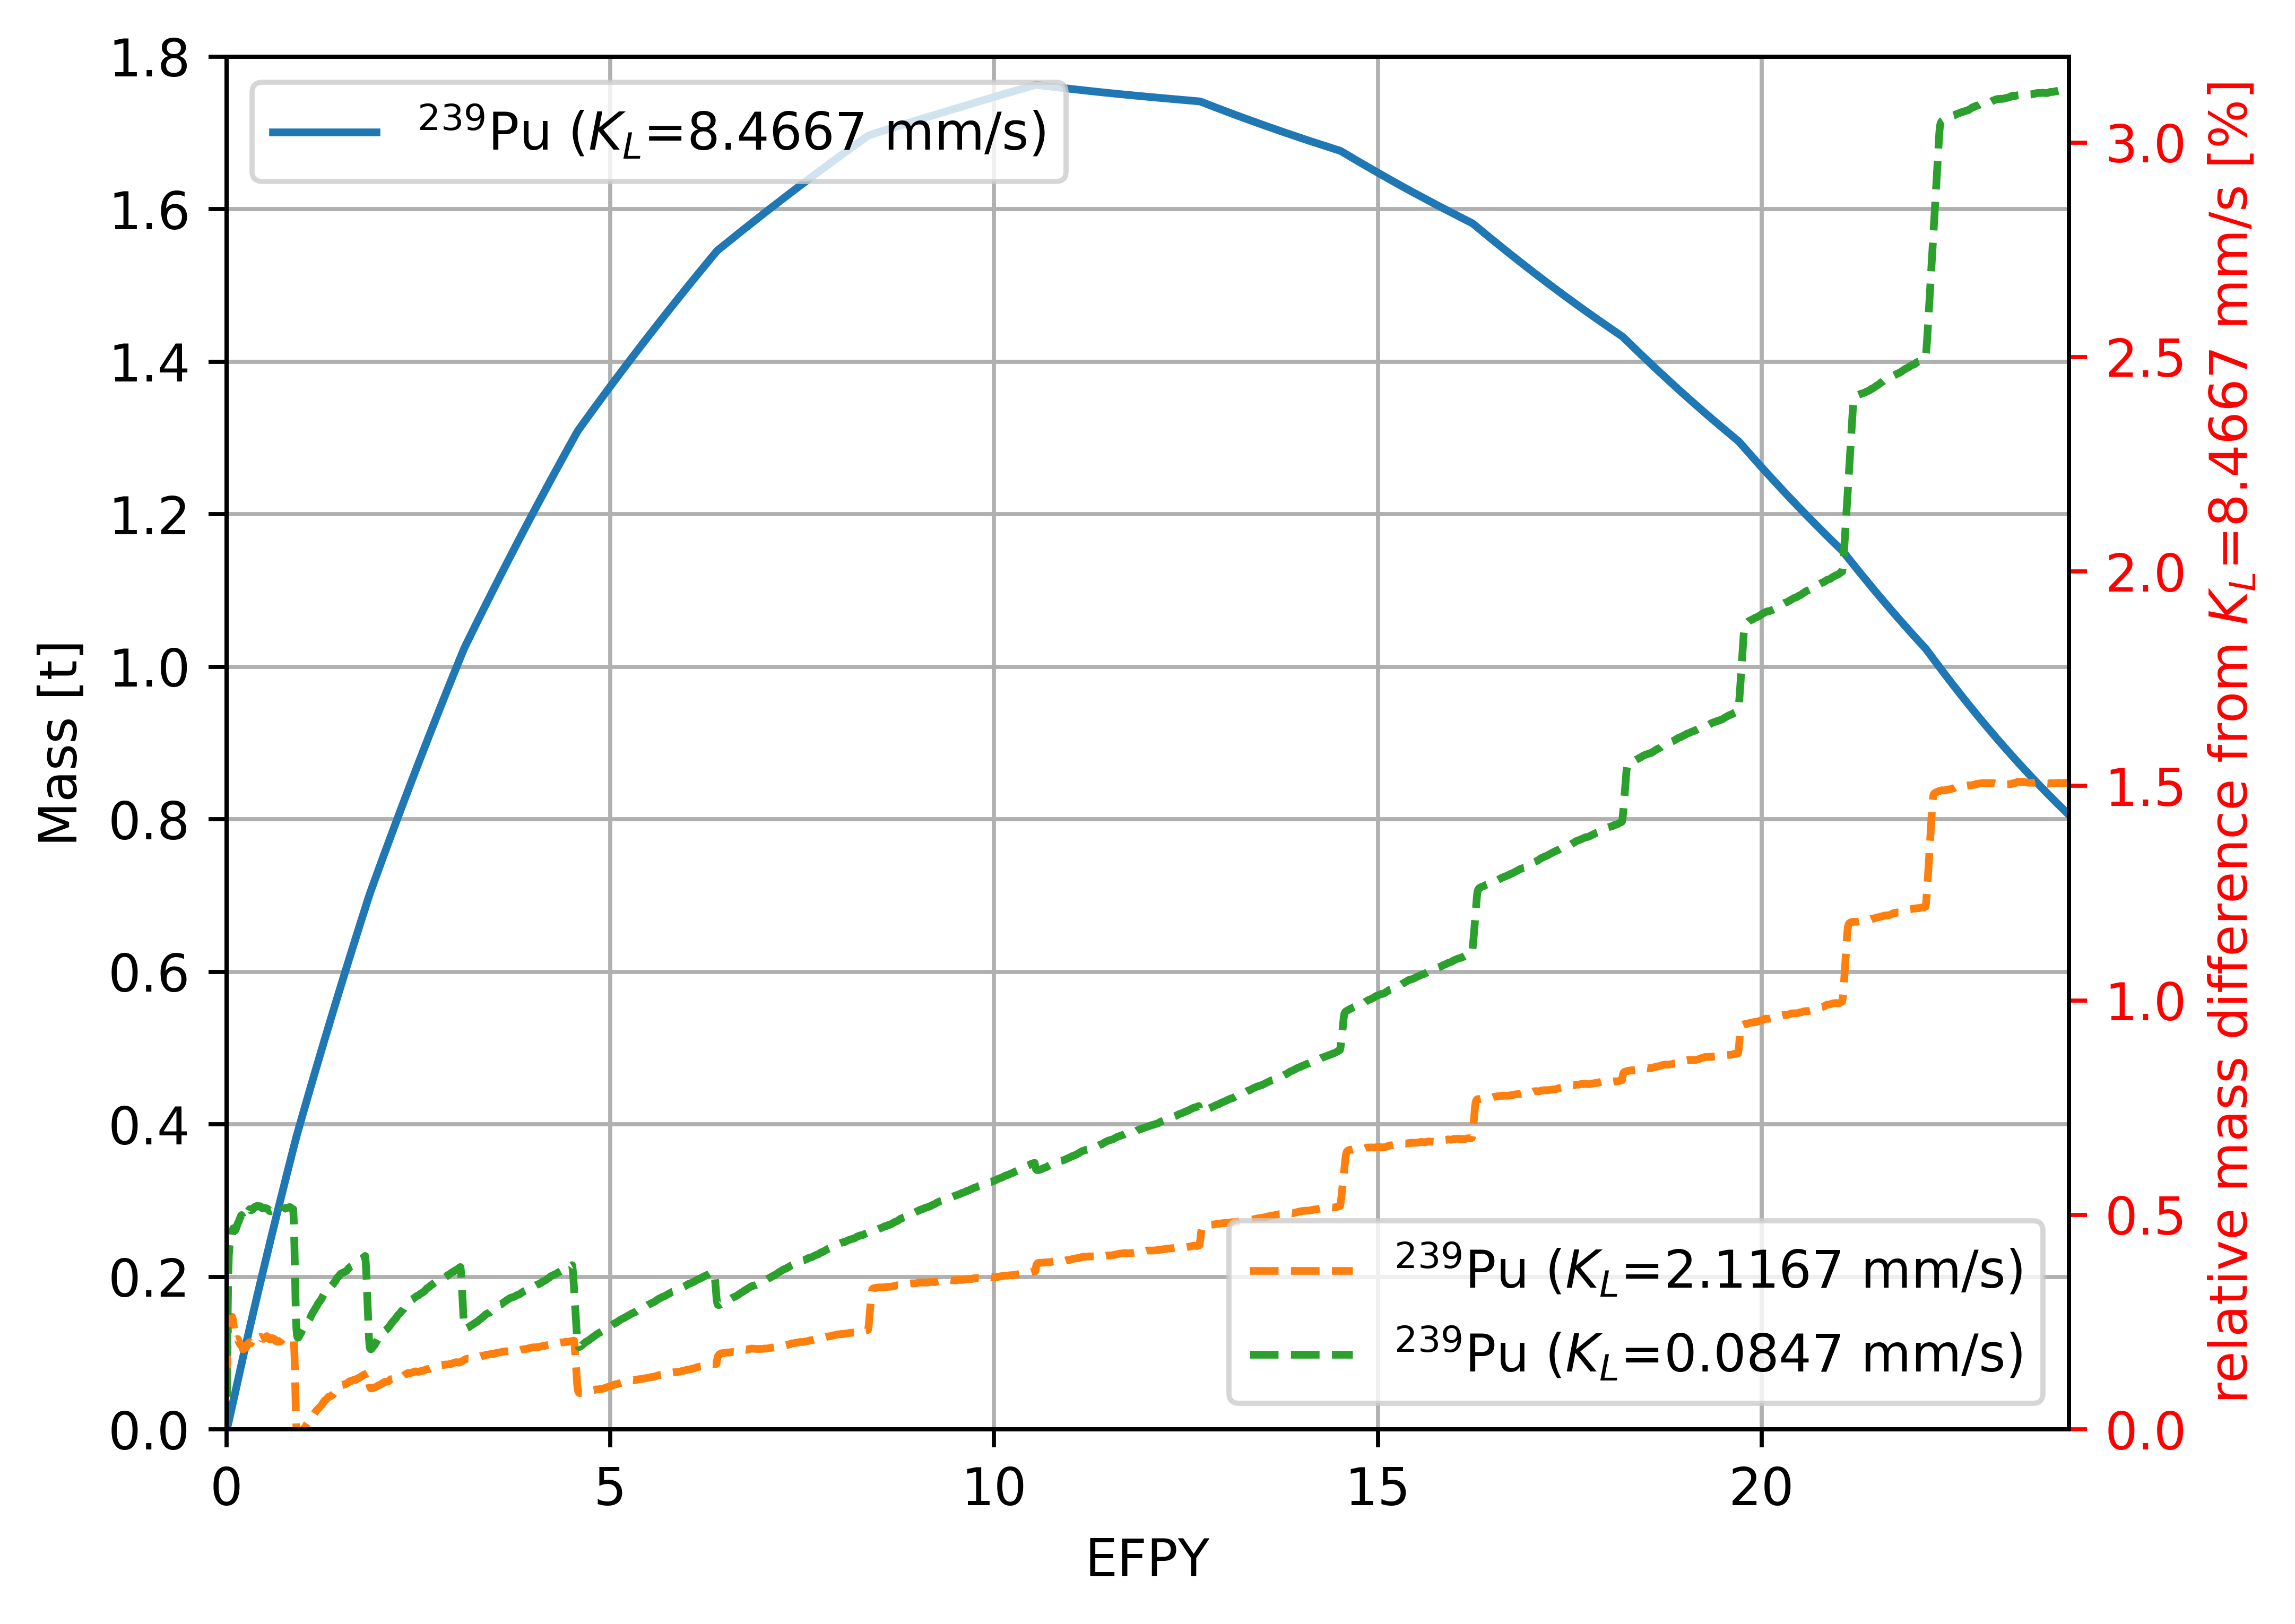 1.8
1.6
1.4
1.2
1.0
0.8
0.6
0.4
0.2
0.0
Mass [t]
²³⁹Pu (K_L=8.4667 mm/s)
3.0
2.5
2.0
1.5
1.0
0.5
0.0
relative mass difference from K_L=8.4667 mm/s [%]
²³⁹Pu (K_L=2.1167 mm/s)
²³⁹Pu (K_L=0.0847 mm/s)
0 5 10 15 20
EFPY